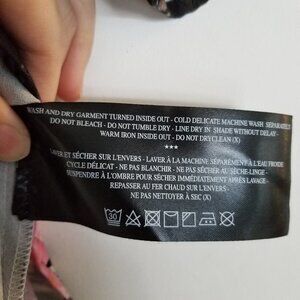 WASH AND DRY GARMENT TURNED INSIDE OUT - COLD DELICATE MACHINE WASH SEPARATELY
DO NOT BLEACH - DO NOT TUMBLE DRY - LINE DRY IN SHADE WITHOUT DELAY -
WARM IRON INSIDE OUT - DO NOT DRYCLEAN (X)
***
LAVER ET SÉCHER SUR L'ENVERS - LAVER À LA MACHINE SÉPARÉMENT À L'EAU FROIDE
CYCLE DÉLICAT - NE PAS BLANCHIR - NE PAS SÉCHER AU SÈCHE-LINGE -
SUSPENDRE À L'OMBRE POUR SÉCHER IMMÉDIATEMENT APRÈS LAVAGE -
REPASSER AU FER CHAUD SUR L'ENVERS -
NE PAS NETTOYER À SEC (X)
30